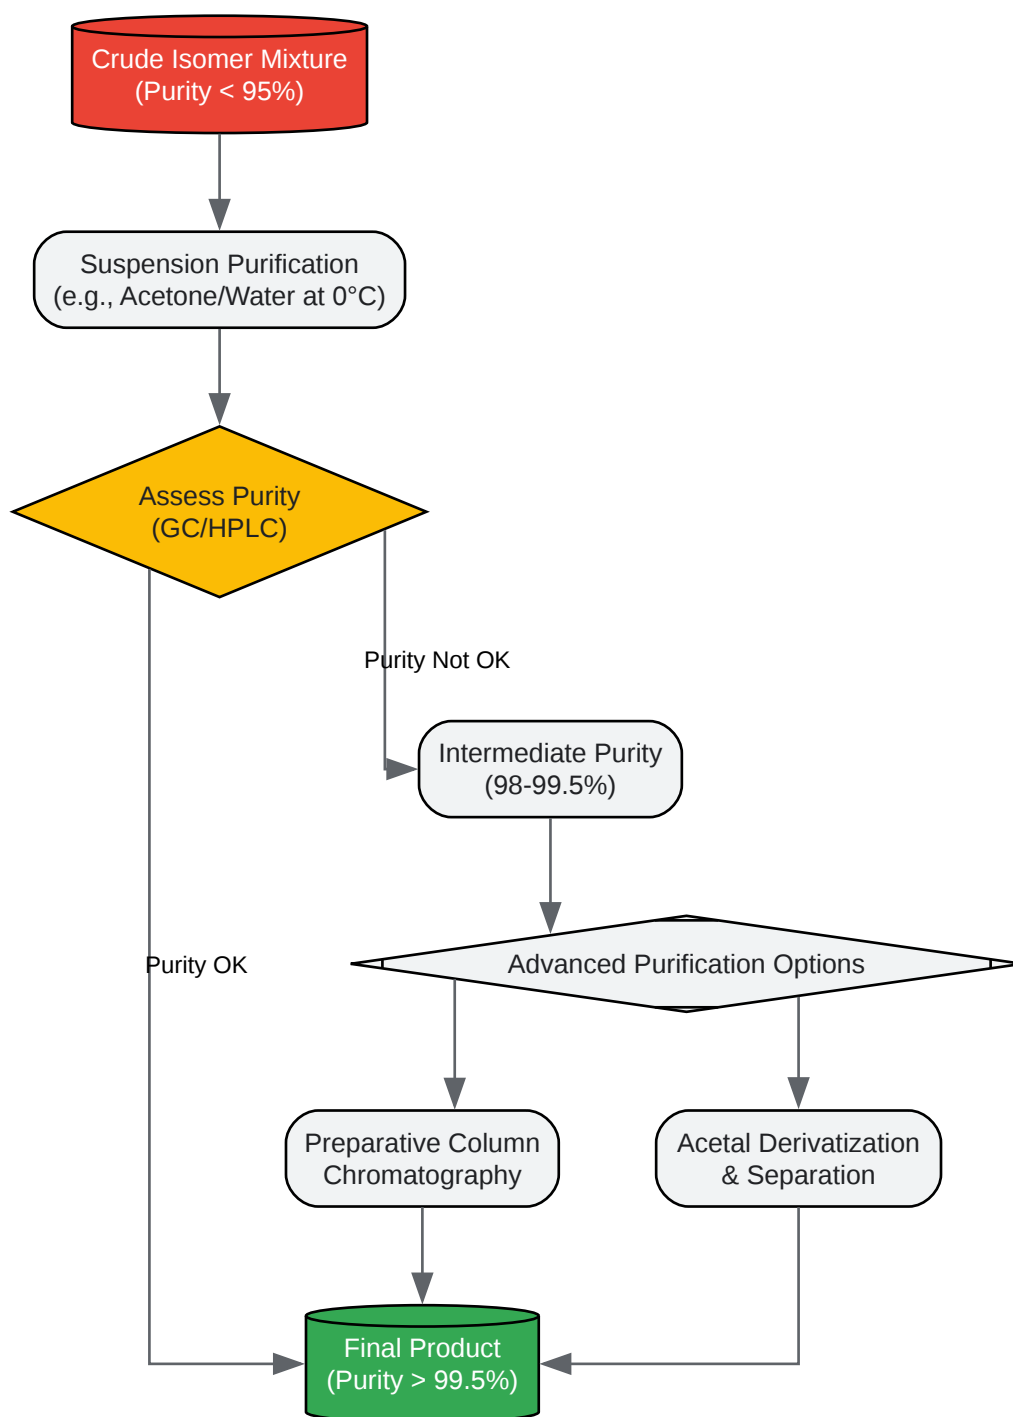 Crude Isomer Mixture
(Purity < 95%)
Suspension Purification
(e.g., Acetone/Water at 0°C)
Assess Purity
(GC/HPLC)
Purity Not OK
Intermediate Purity
(98-99.5%)
Purity OK
Advanced Purification Options
Preparative Column
Chromatography
Acetal Derivatization
& Separation
Final Product
(Purity > 99.5%)